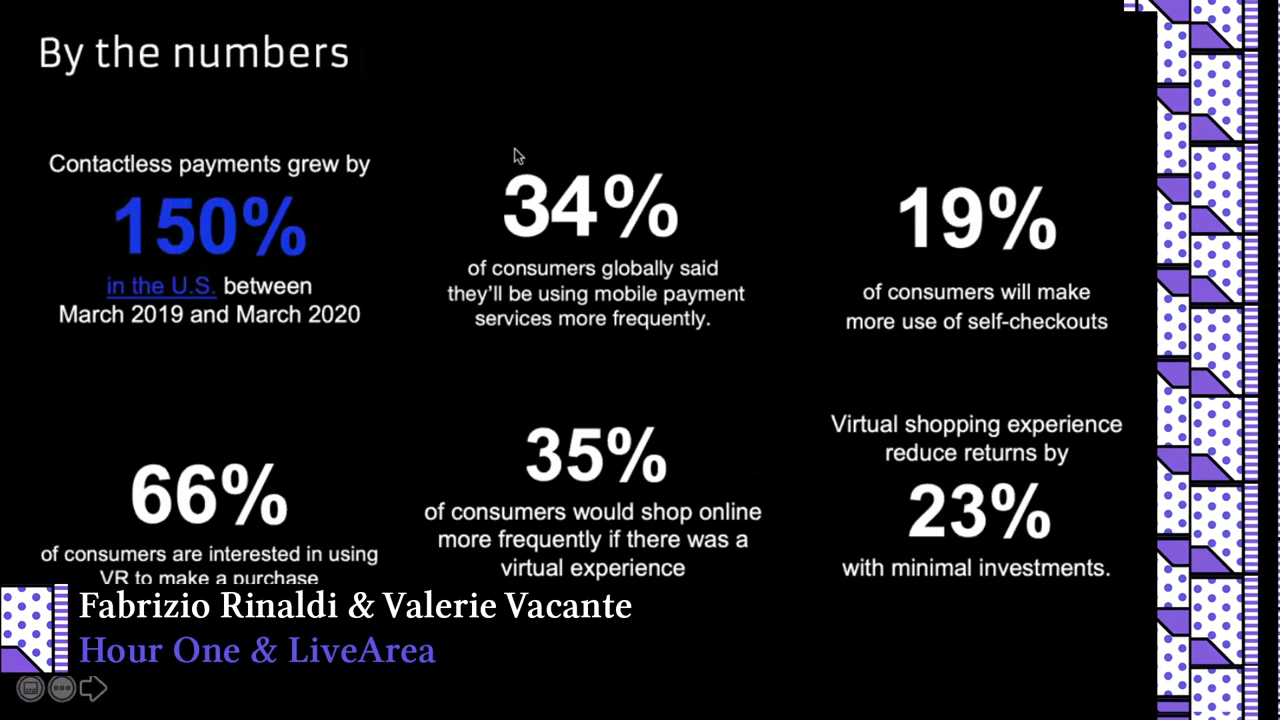 By the numbers
Contactless payments grew by
150%
in the U.S. between
March 2019 and March 2020
34%
of consumers globally said
they'll be using mobile payment
services more frequently.
19%
of consumers will make
more use of self-checkouts
66%
of consumers are interested in using
VR to make a purchase
35%
of consumers would shop online
more frequently if there was a
virtual experience
Virtual shopping experience
reduce returns by
23%
with minimal investments.
Fabrizio Rinaldi & Valerie Vacante
Hour One & LiveArea